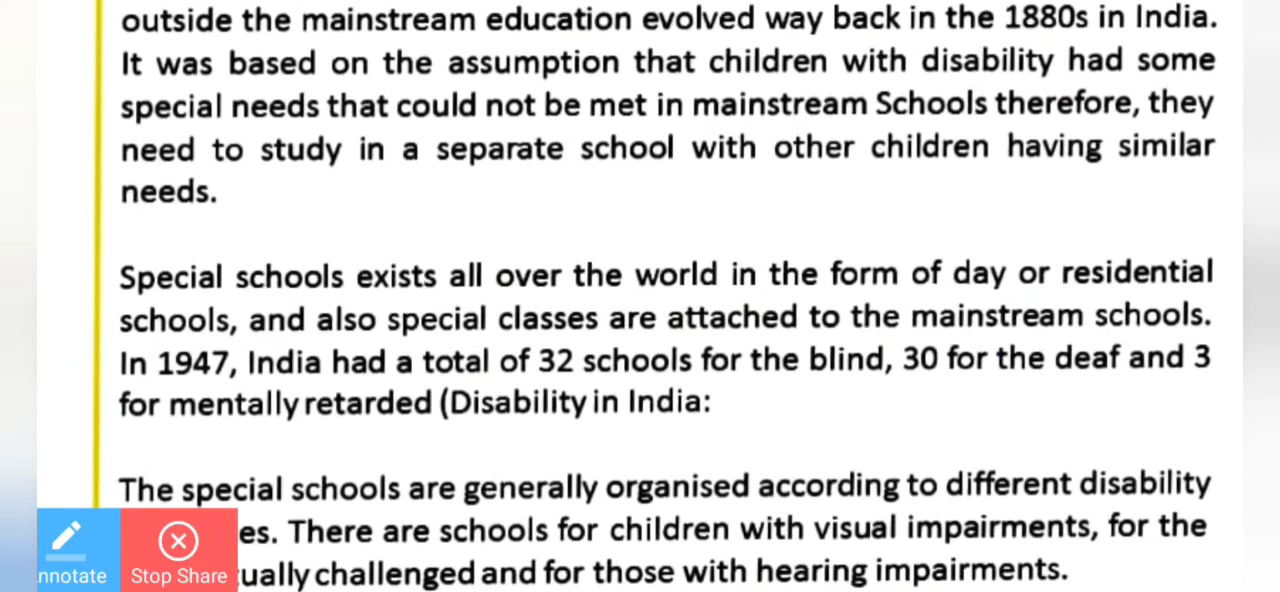 outside the mainstream education evolved way back in the 1880s in India.
It was based on the assumption that children with disability had some
special needs that could not be met in mainstream Schools therefore, they
need to study in a separate school with other children having similar
needs.
Special schools exists all over the world in the form of day or residential
schools, and also special classes are attached to the mainstream schools.
In 1947, India had a total of 32 schools for the blind, 30 for the deaf and 3
for mentally retarded (Disability in India:
The special schools are generally organised according to different disability
es. There are schools for children with visual impairments, for the
ually challenged and for those with hearing impairments.
nnotate
Stop Share